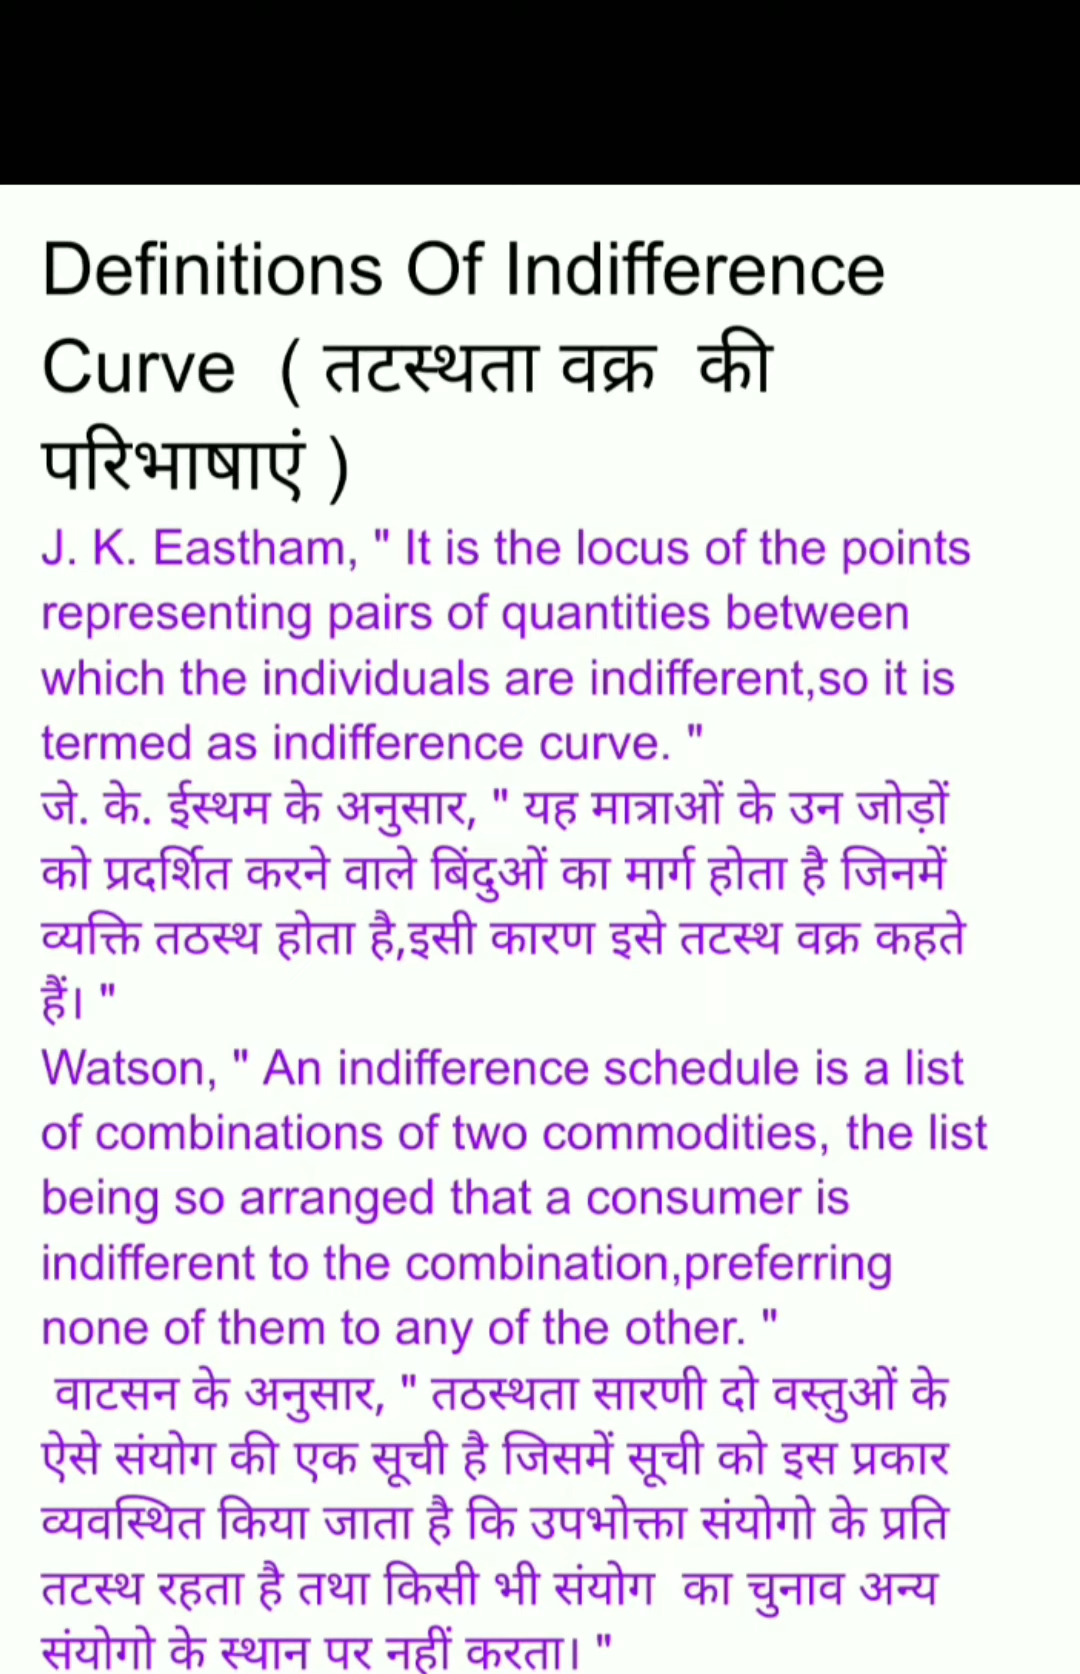 Definitions Of Indifference
Curve ( तटस्थता वक्र की
परिभाषाएं )
J. K. Eastham, " It is the locus of the points
representing pairs of quantities between
which the individuals are indifferent,so it is
termed as indifference curve. "
जे. के. ईस्थम के अनुसार, " यह मात्राओं के उन जोड़ों
को प्रदर्शित करने वाले बिंदुओं का मार्ग होता है जिनमें
व्यक्ति तठस्थ होता है,इसी कारण इसे तटस्थ वक्र कहते
हैं। "
Watson, " An indifference schedule is a list
of combinations of two commodities, the list
being so arranged that a consumer is
indifferent to the combination,preferring
none of them to any of the other. "
वाटसन के अनुसार, " तठस्थता सारणी दो वस्तुओं के
ऐसे संयोग की एक सूची है जिसमें सूची को इस प्रकार
व्यवस्थित किया जाता है कि उपभोक्ता संयोगो के प्रति
तटस्थ रहता है तथा किसी भी संयोग का चुनाव अन्य
संयोगो के स्थान पर नहीं करता। "